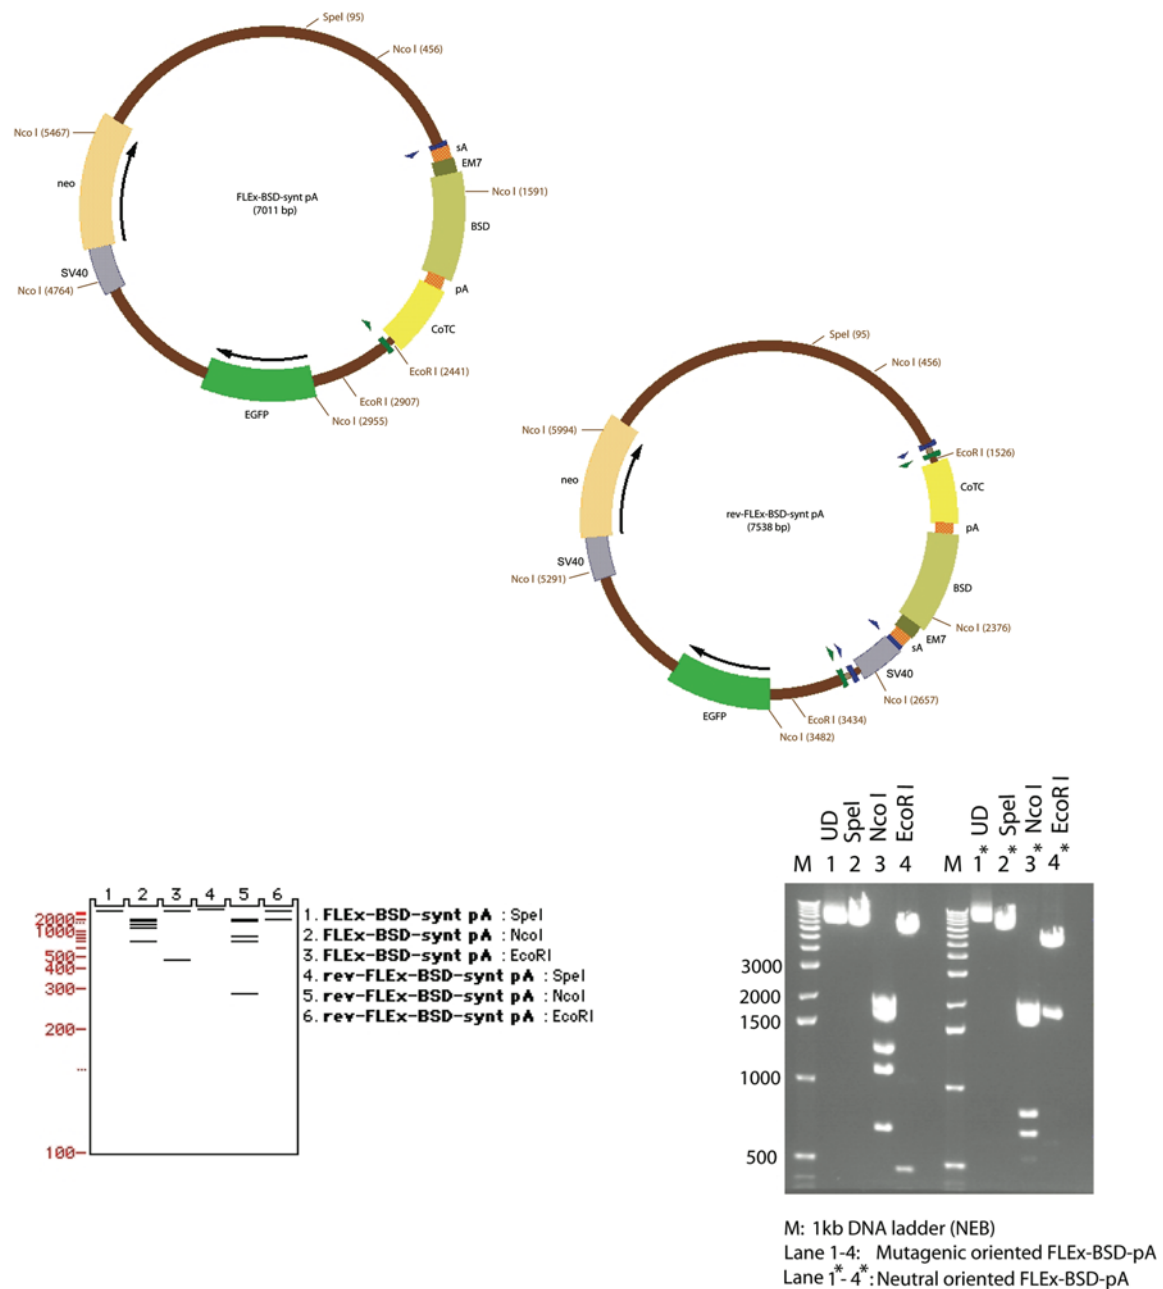 SpeI (95)
Nco I (456)
Nco I (5467)
sA
EM7
neo
FLEx-BSD-synt pA
(7011 bp)
Nco I (1591)
BSD
SV40
Nco I (4764)
pA
CoTC
EcoR I (2441)
EGFP
EcoR I (2907)
Nco I (2955)
SpeI (95)
Nco I (456)
Nco I (5994)
EcoR I (1526)
neo
CoTC
rev-FLEx-BSD-synt pA
(7538 bp)
pA
SV40
Nco I (5291)
BSD
Nco I (2376)
EM7
sA
SV40
Nco I (2657)
EGFP
EcoR I (3434)
Nco I (3482)
1 2 3 4 5 6
2000
1000
500
400
300
200
100
1. FLEx-BSD-synt pA : SpeI
2. FLEx-BSD-synt pA : NcoI
3. FLEx-BSD-synt pA : EcoRI
4. rev-FLEx-BSD-synt pA : SpeI
5. rev-FLEx-BSD-synt pA : NcoI
6. rev-FLEx-BSD-synt pA : EcoRI
UD SpeI Nco I EcoR I UD SpeI Nco I EcoR I
M 1 2 3 4 M 1* 2* 3* 4*
3000
2000
1500
1000
500
M: 1kb DNA ladder (NEB)
Lane 1-4: Mutagenic oriented FLEx-BSD-pA
Lane 1*-4*: Neutral oriented FLEx-BSD-pA